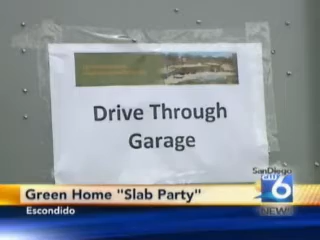 Drive Through
Garage
Green Home "Slab Party"
Escondido
San Diego
6
NEWS